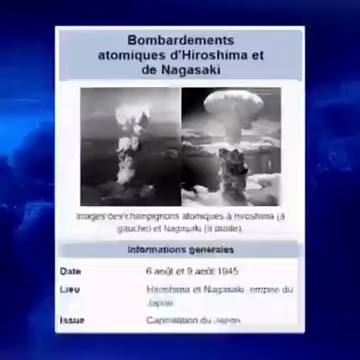 Bombardements
atomiques d'Hiroshima et
de Nagasaki
Images des champignons atomiques à Hiroshima (à
gauche) et Nagasaki (à droite).
Informations générales
Date 6 août et 9 août 1945
Lieu Hiroshima et Nagasaki, empire du
Japon
Issue Capitulation du Japon